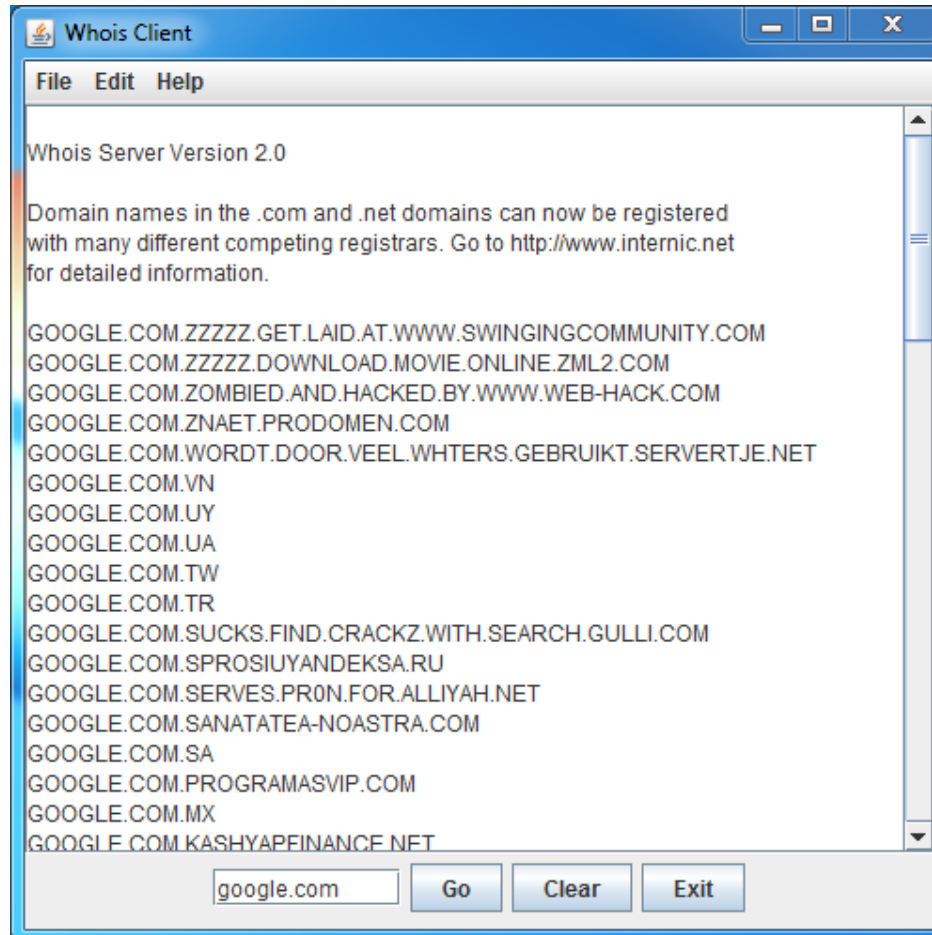 Whois Client
File Edit Help
Whois Server Version 2.0
Domain names in the .com and .net domains can now be registered
with many different competing registrars. Go to http://www.internic.net
for detailed information.
GOOGLE.COM.ZZZZZ.GET.LAID.AT.WWW.SWINGINGCOMMUNITY.COM
GOOGLE.COM.ZZZZZ.DOWNLOAD.MOVIE.ONLINE.ZML2.COM
GOOGLE.COM.ZOMBIED.AND.HACKED.BY.WWW.WEB-HACK.COM
GOOGLE.COM.ZNAET.PRODOMEN.COM
GOOGLE.COM.WORDT.DOOR.VEEL.WHTERS.GEBRUIKT.SERVERTJE.NET
GOOGLE.COM.VN
GOOGLE.COM.UY
GOOGLE.COM.UA
GOOGLE.COM.TW
GOOGLE.COM.TR
GOOGLE.COM.SUCKS.FIND.CRACKZ.WITH.SEARCH.GULLI.COM
GOOGLE.COM.SPROSIUYANDEKSA.RU
GOOGLE.COM.SERVES.PR0N.FOR.ALLIYAH.NET
GOOGLE.COM.SANATATEA-NOASTRA.COM
GOOGLE.COM.SA
GOOGLE.COM.PROGRAMASVIP.COM
GOOGLE.COM.MX
GOOGLE.COM.KASHYAPFINANCE.NET
google.com Go Clear Exit